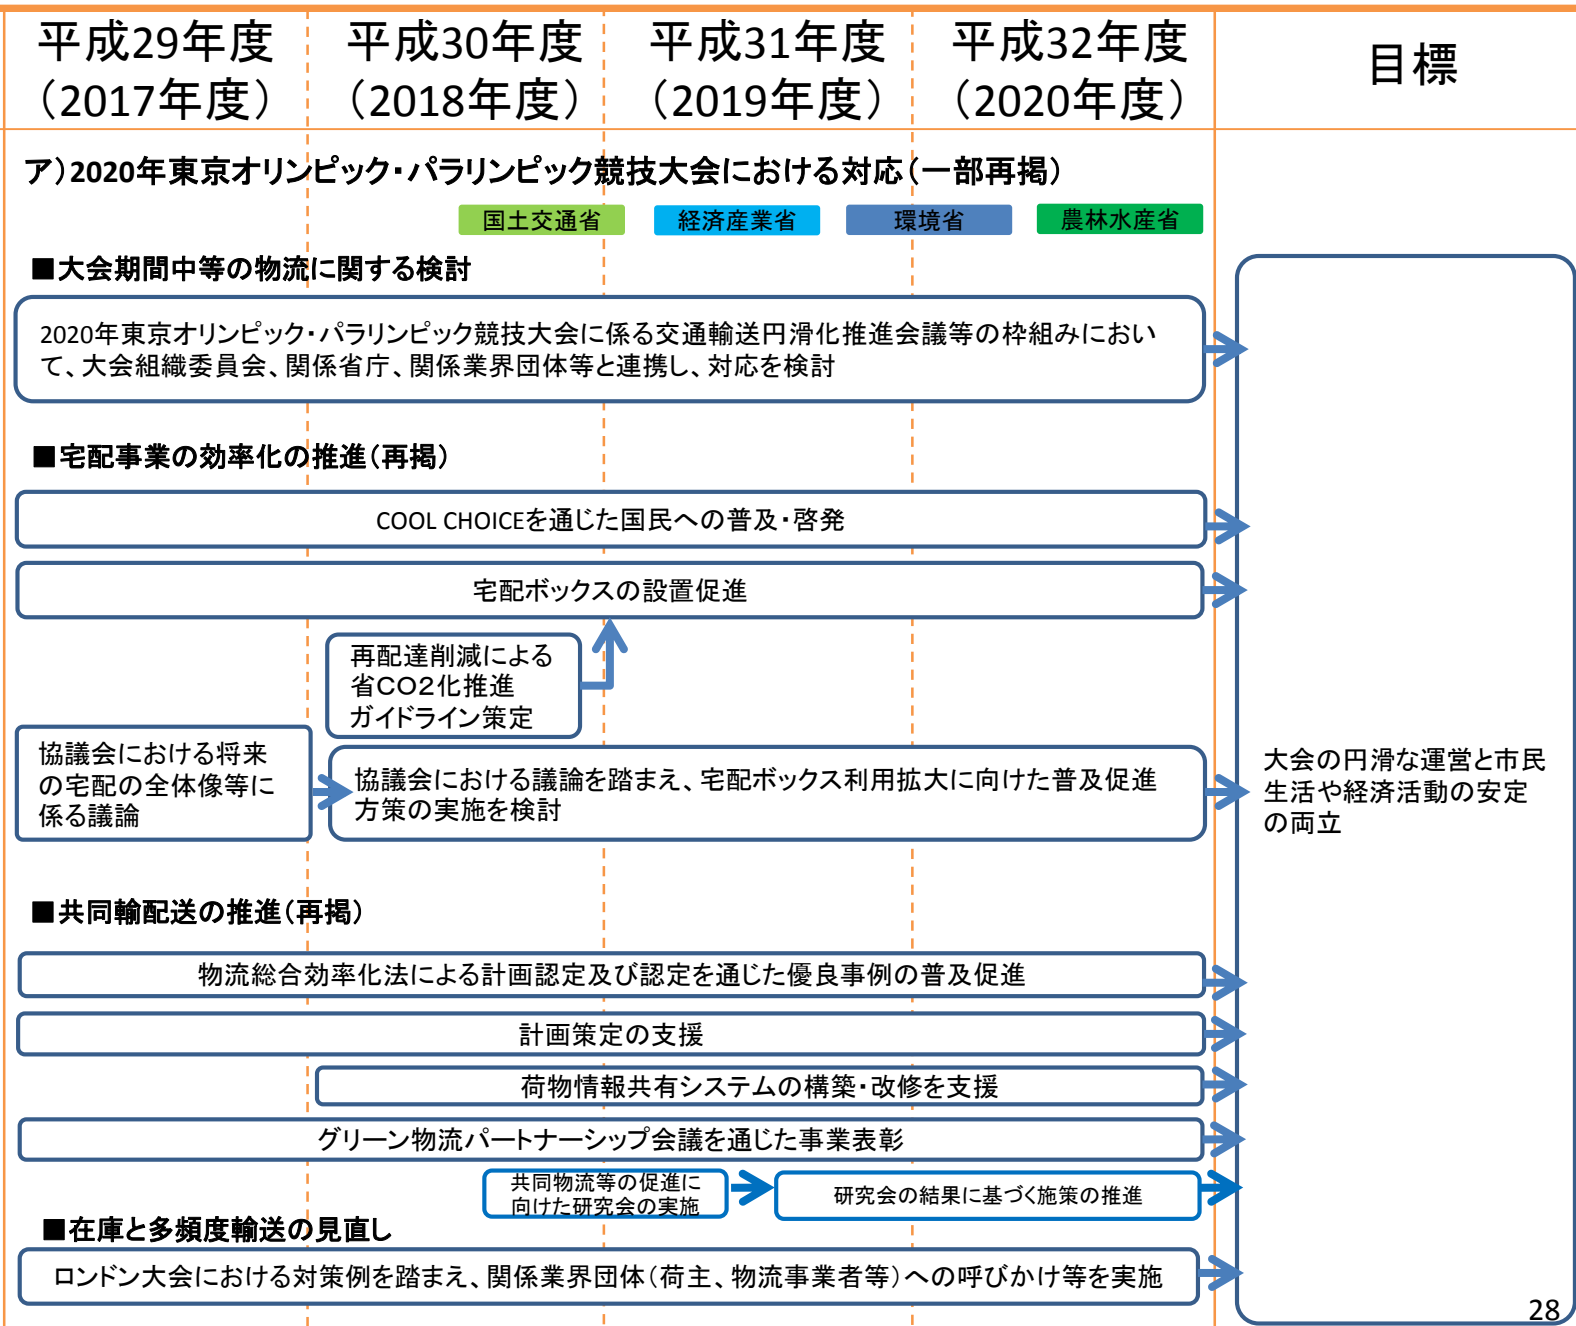 平成29年度
（2017年度）
平成30年度
（2018年度）
平成31年度
（2019年度）
平成32年度
（2020年度）
目標
ア）2020年東京オリンピック・パラリンピック競技大会における対応（一部再掲）
国土交通省
経済産業省
環境省
農林水産省
■大会期間中等の物流に関する検討
2020年東京オリンピック・パラリンピック競技大会に係る交通輸送円滑化推進会議等の枠組みにおい
て、大会組織委員会、関係省庁、関係業界団体等と連携し、対応を検討
■宅配事業の効率化の推進（再掲）
COOL CHOICEを通じた国民への普及・啓発
宅配ボックスの設置促進
再配達削減による
省CO2化推進
ガイドライン策定
協議会における将来
の宅配の全体像等に
係る議論
協議会における議論を踏まえ、宅配ボックス利用拡大に向けた普及促進
方策の実施を検討
大会の円滑な運営と市民
生活や経済活動の安定
の両立
■共同輸配送の推進（再掲）
物流総合効率化法による計画認定及び認定を通じた優良事例の普及促進
計画策定の支援
荷物情報共有システムの構築・改修を支援
グリーン物流パートナーシップ会議を通じた事業表彰
共同物流等の促進に
向けた研究会の実施
研究会の結果に基づく施策の推進
■在庫と多頻度輸送の見直し
ロンドン大会における対策例を踏まえ、関係業界団体（荷主、物流事業者等）への呼びかけ等を実施
28